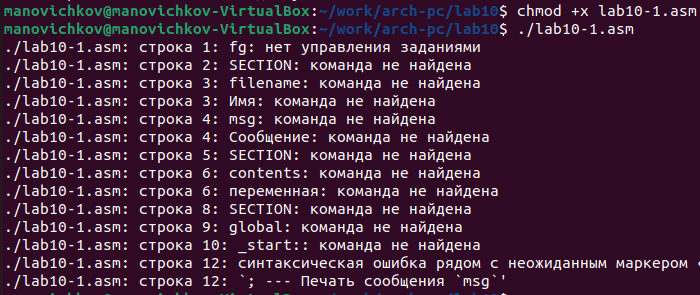 manovichkov@manovichkov-VirtualBox:~/work/arch-pc/lab10$ chmod +x lab10-1.asm
manovichkov@manovichkov-VirtualBox:~/work/arch-pc/lab10$ ./lab10-1.asm
./lab10-1.asm: строка 1: fg: нет управления заданиями
./lab10-1.asm: строка 2: SECTION: команда не найдена
./lab10-1.asm: строка 3: filename: команда не найдена
./lab10-1.asm: строка 3: Имя: команда не найдена
./lab10-1.asm: строка 4: msg: команда не найдена
./lab10-1.asm: строка 4: Сообщение: команда не найдена
./lab10-1.asm: строка 5: SECTION: команда не найдена
./lab10-1.asm: строка 6: contents: команда не найдена
./lab10-1.asm: строка 6: переменная: команда не найдена
./lab10-1.asm: строка 8: SECTION: команда не найдена
./lab10-1.asm: строка 9: global: команда не найдена
./lab10-1.asm: строка 10: _start:: команда не найдена
./lab10-1.asm: строка 12: синтаксическая ошибка рядом с неожиданным маркером «
./lab10-1.asm: строка 12: `; --- Печать сообщения `msg`'